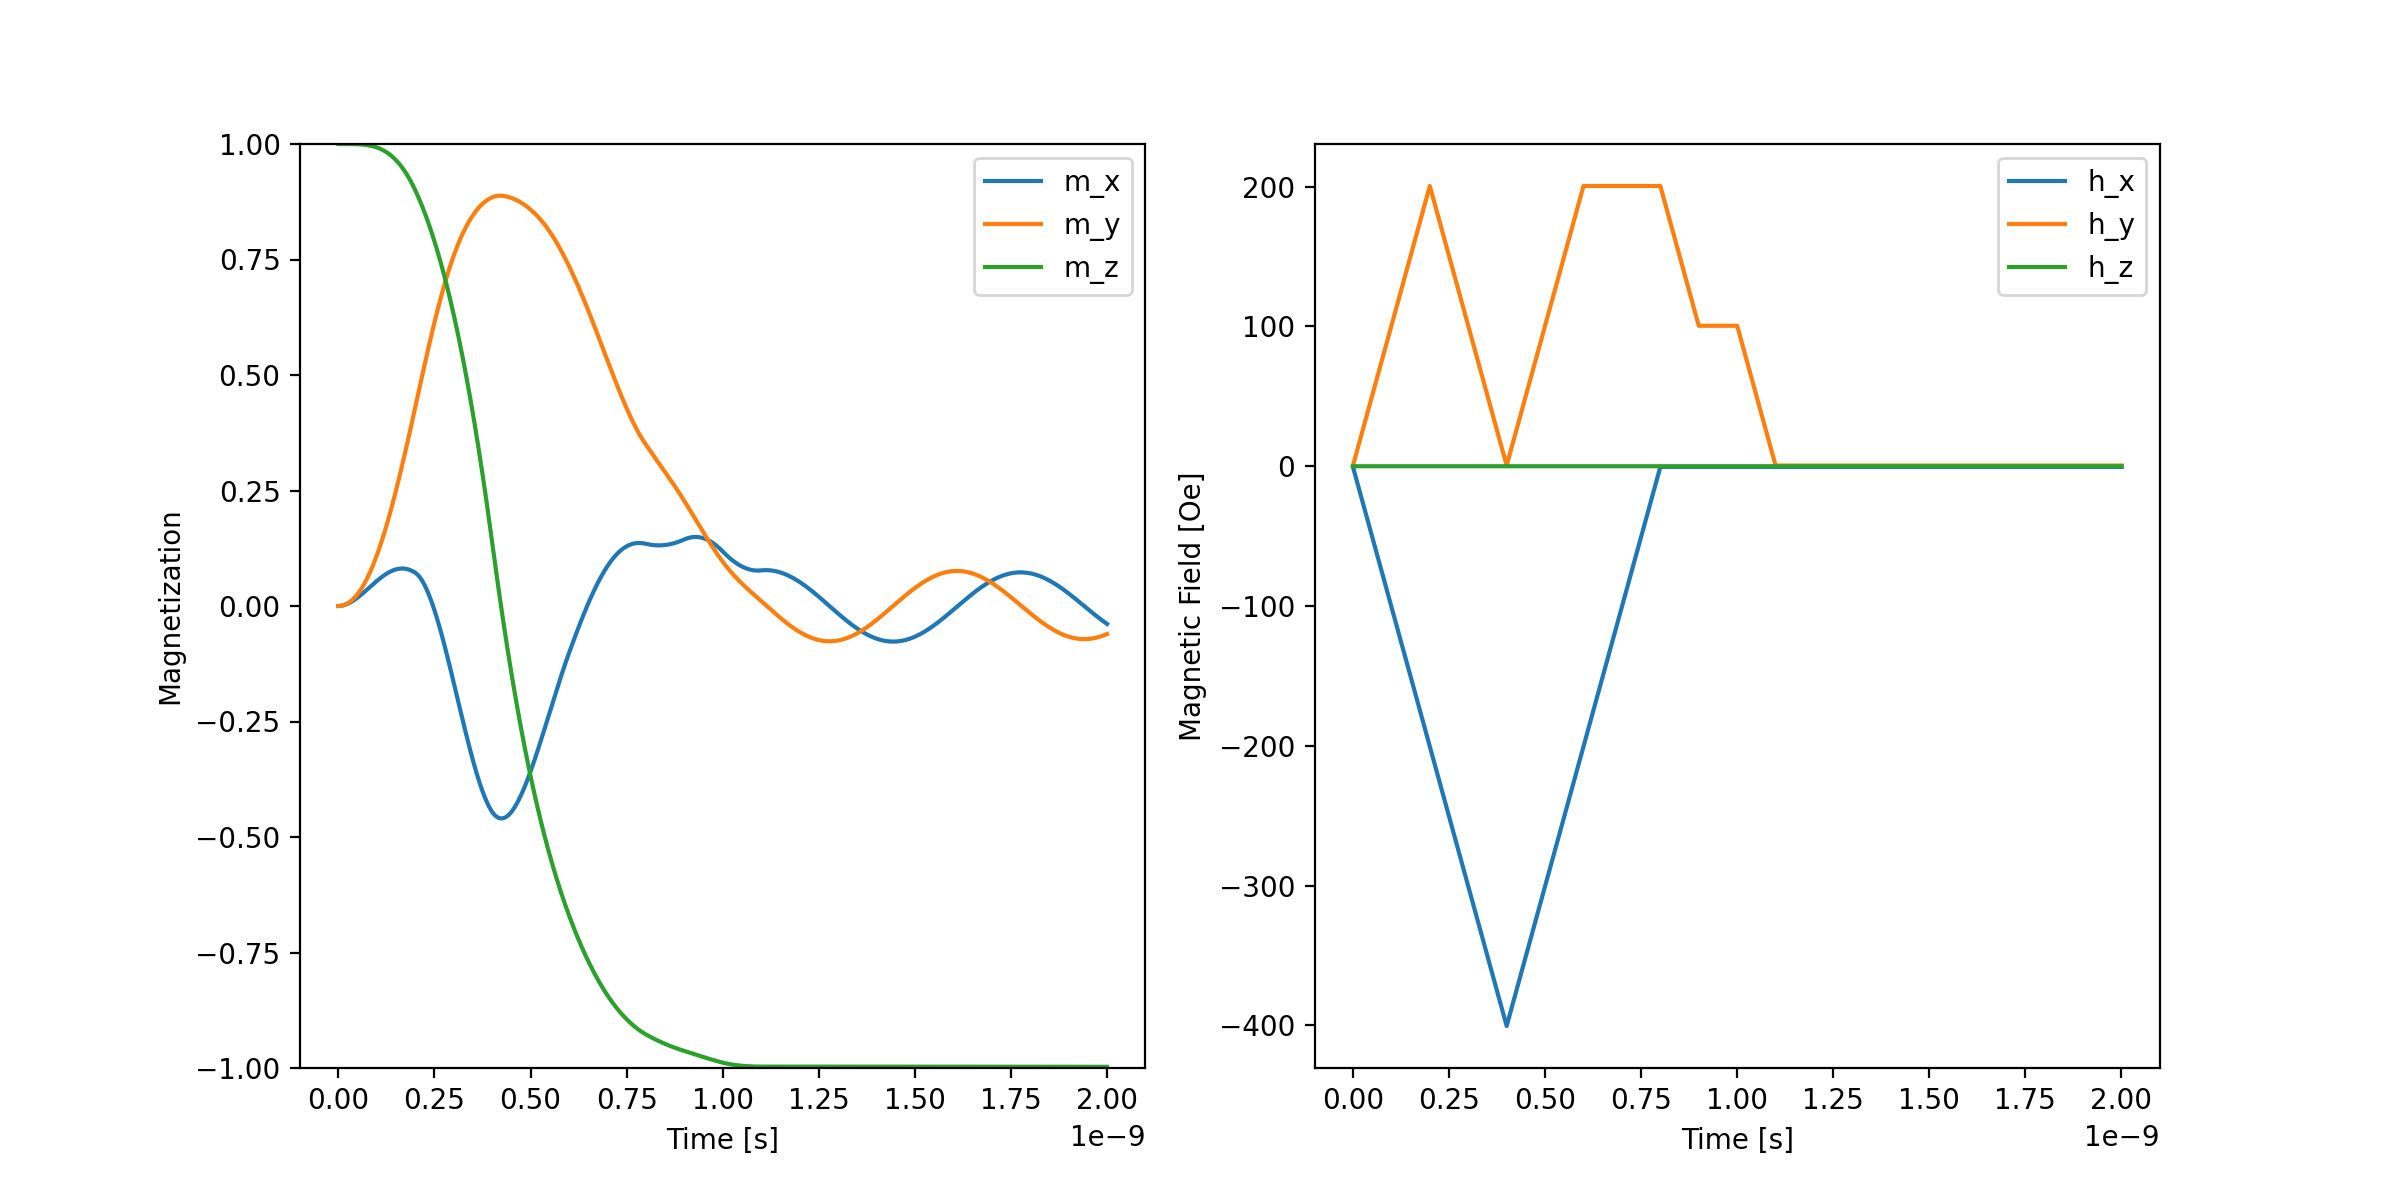 1.00
0.75
0.50
0.25
0.00
−0.25
−0.50
−0.75
−1.00
Magnetization
m_x
m_y
m_z
0.00 0.25 0.50 0.75 1.00 1.25 1.50 1.75 2.00
1e−9
Time [s]
200
100
0
−100
−200
−300
−400
Magnetic Field [Oe]
h_x
h_y
h_z
0.00 0.25 0.50 0.75 1.00 1.25 1.50 1.75 2.00
1e−9
Time [s]